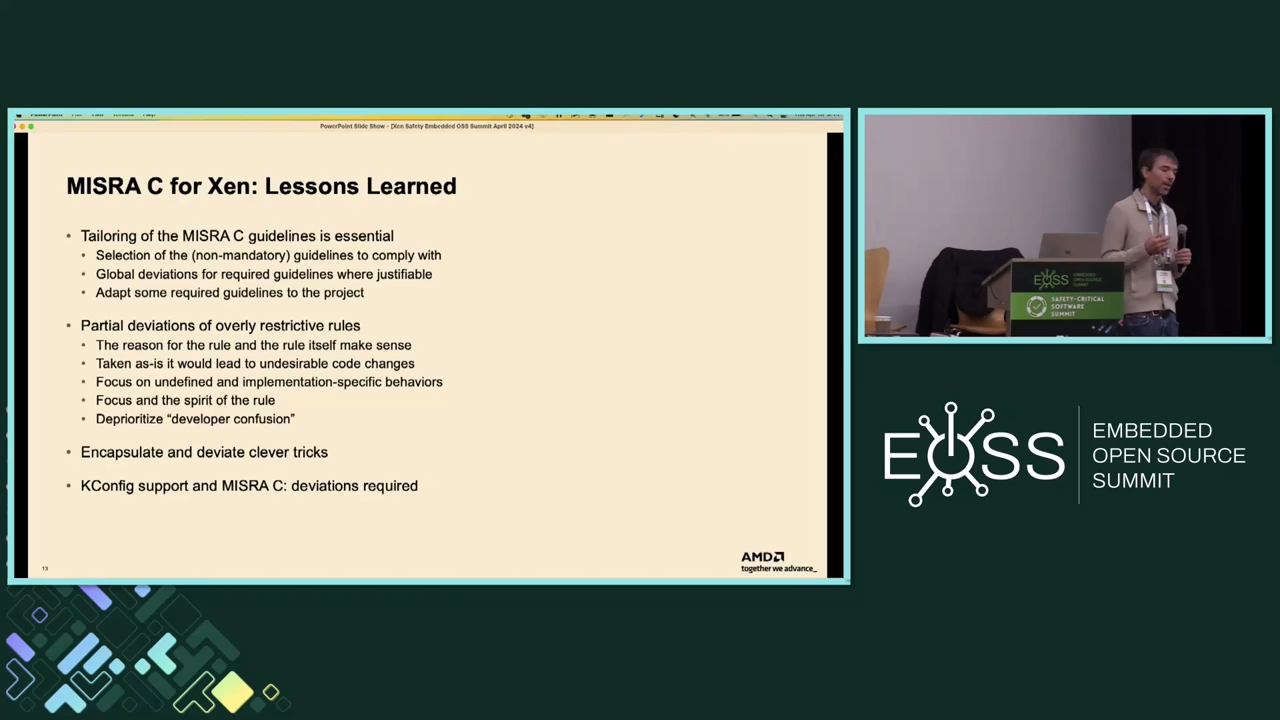 PowerPoint Slide Show - [Xen Safety Embedded OSS Summit April 2024 v4]
MISRA C for Xen: Lessons Learned
• Tailoring of the MISRA C guidelines is essential
• Selection of the (non-mandatory) guidelines to comply with
• Global deviations for required guidelines where justifiable
• Adapt some required guidelines to the project
• Partial deviations of overly restrictive rules
• The reason for the rule and the rule itself make sense
• Taken as-is it would lead to undesirable code changes
• Focus on undefined and implementation-specific behaviors
• Focus and the spirit of the rule
• Deprioritize “developer confusion”
• Encapsulate and deviate clever tricks
• KConfig support and MISRA C: deviations required
13
AMD
together we advance_
EOSS
EMBEDDED
OPEN SOURCE
SUMMIT
SAFETY-CRITICAL
SOFTWARE
SUMMIT
EOSS
EMBEDDED
OPEN SOURCE
SUMMIT